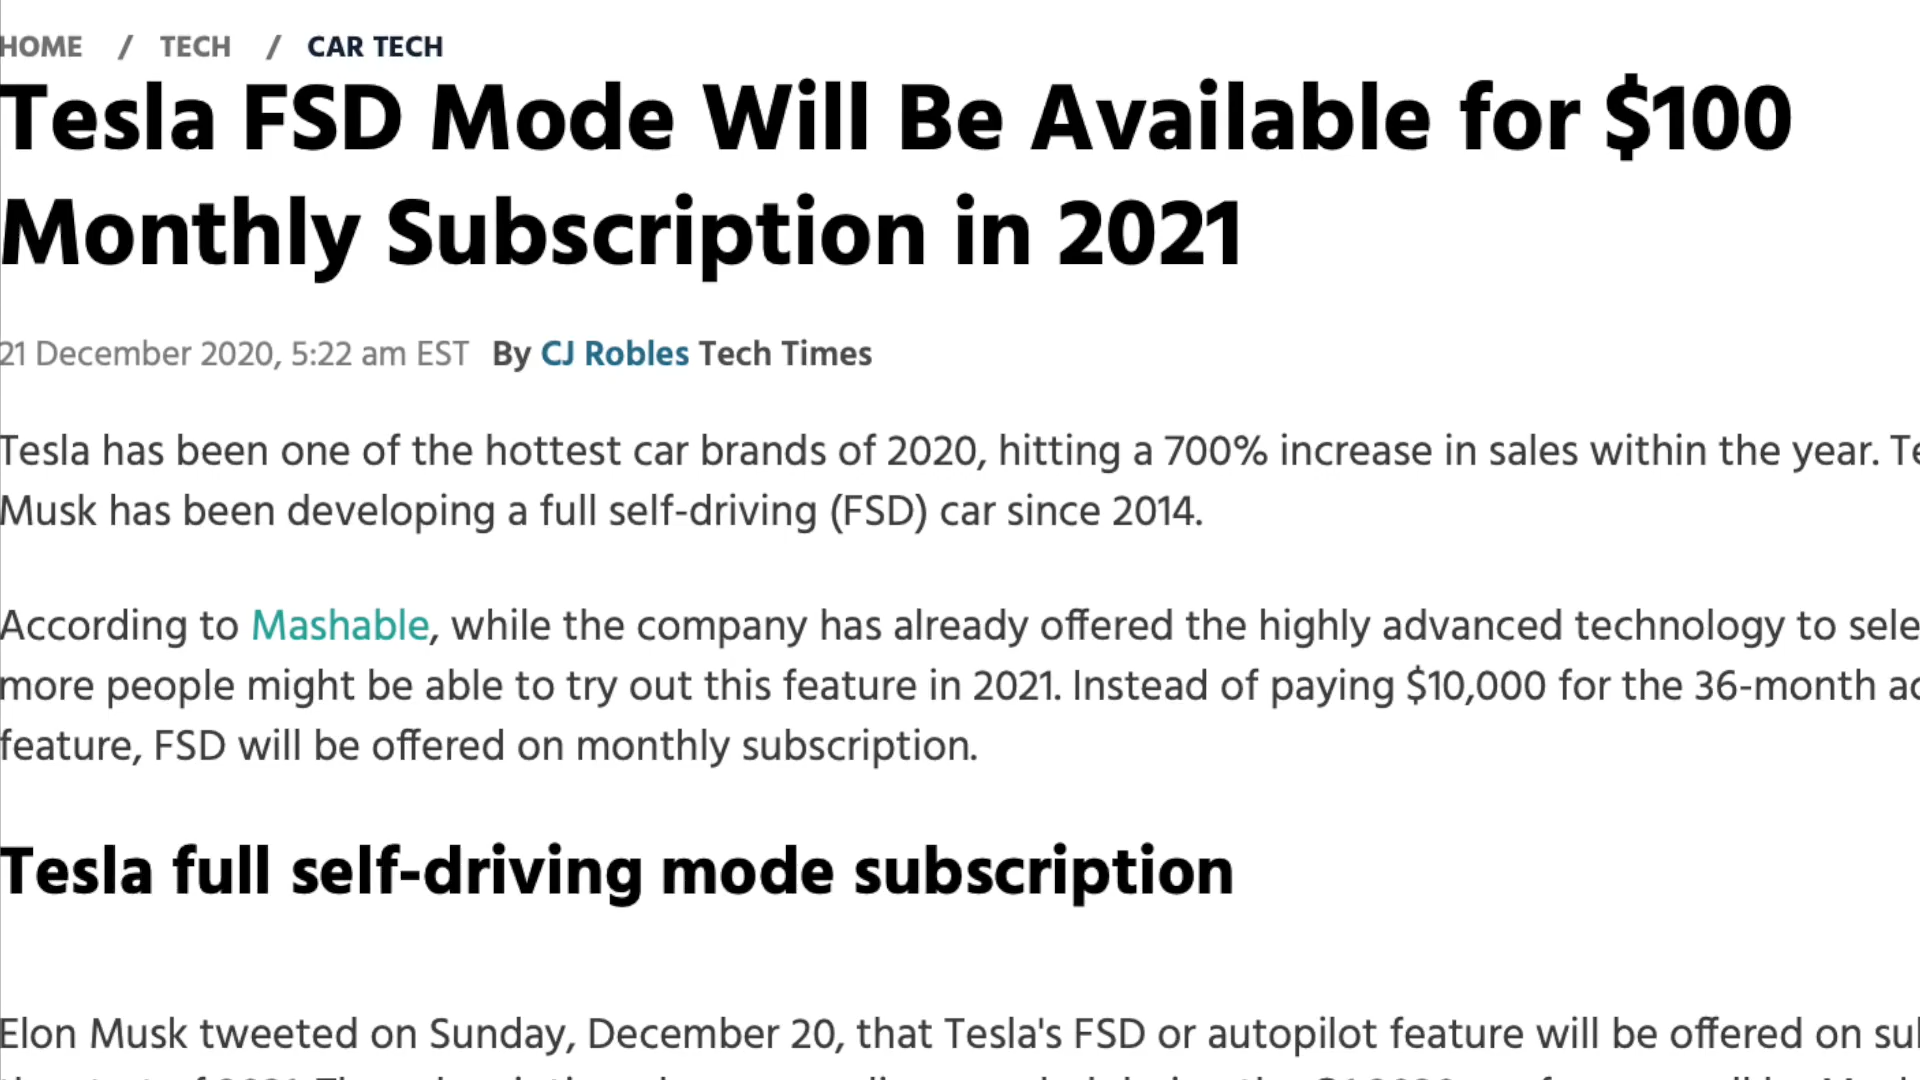 HOME / TECH / CAR TECH
Tesla FSD Mode Will Be Available for $100
Monthly Subscription in 2021
21 December 2020, 5:22 am EST By CJ Robles Tech Times
Tesla has been one of the hottest car brands of 2020, hitting a 700% increase in sales within the year.
Musk has been developing a full self-driving (FSD) car since 2014.
According to Mashable, while the company has already offered the highly advanced technology to
more people might be able to try out this feature in 2021. Instead of paying $10,000 for the 36-month
feature, FSD will be offered on monthly subscription.
Tesla full self-driving mode subscription
Elon Musk tweeted on Sunday, December 20, that Tesla's FSD or autopilot feature will be offered on